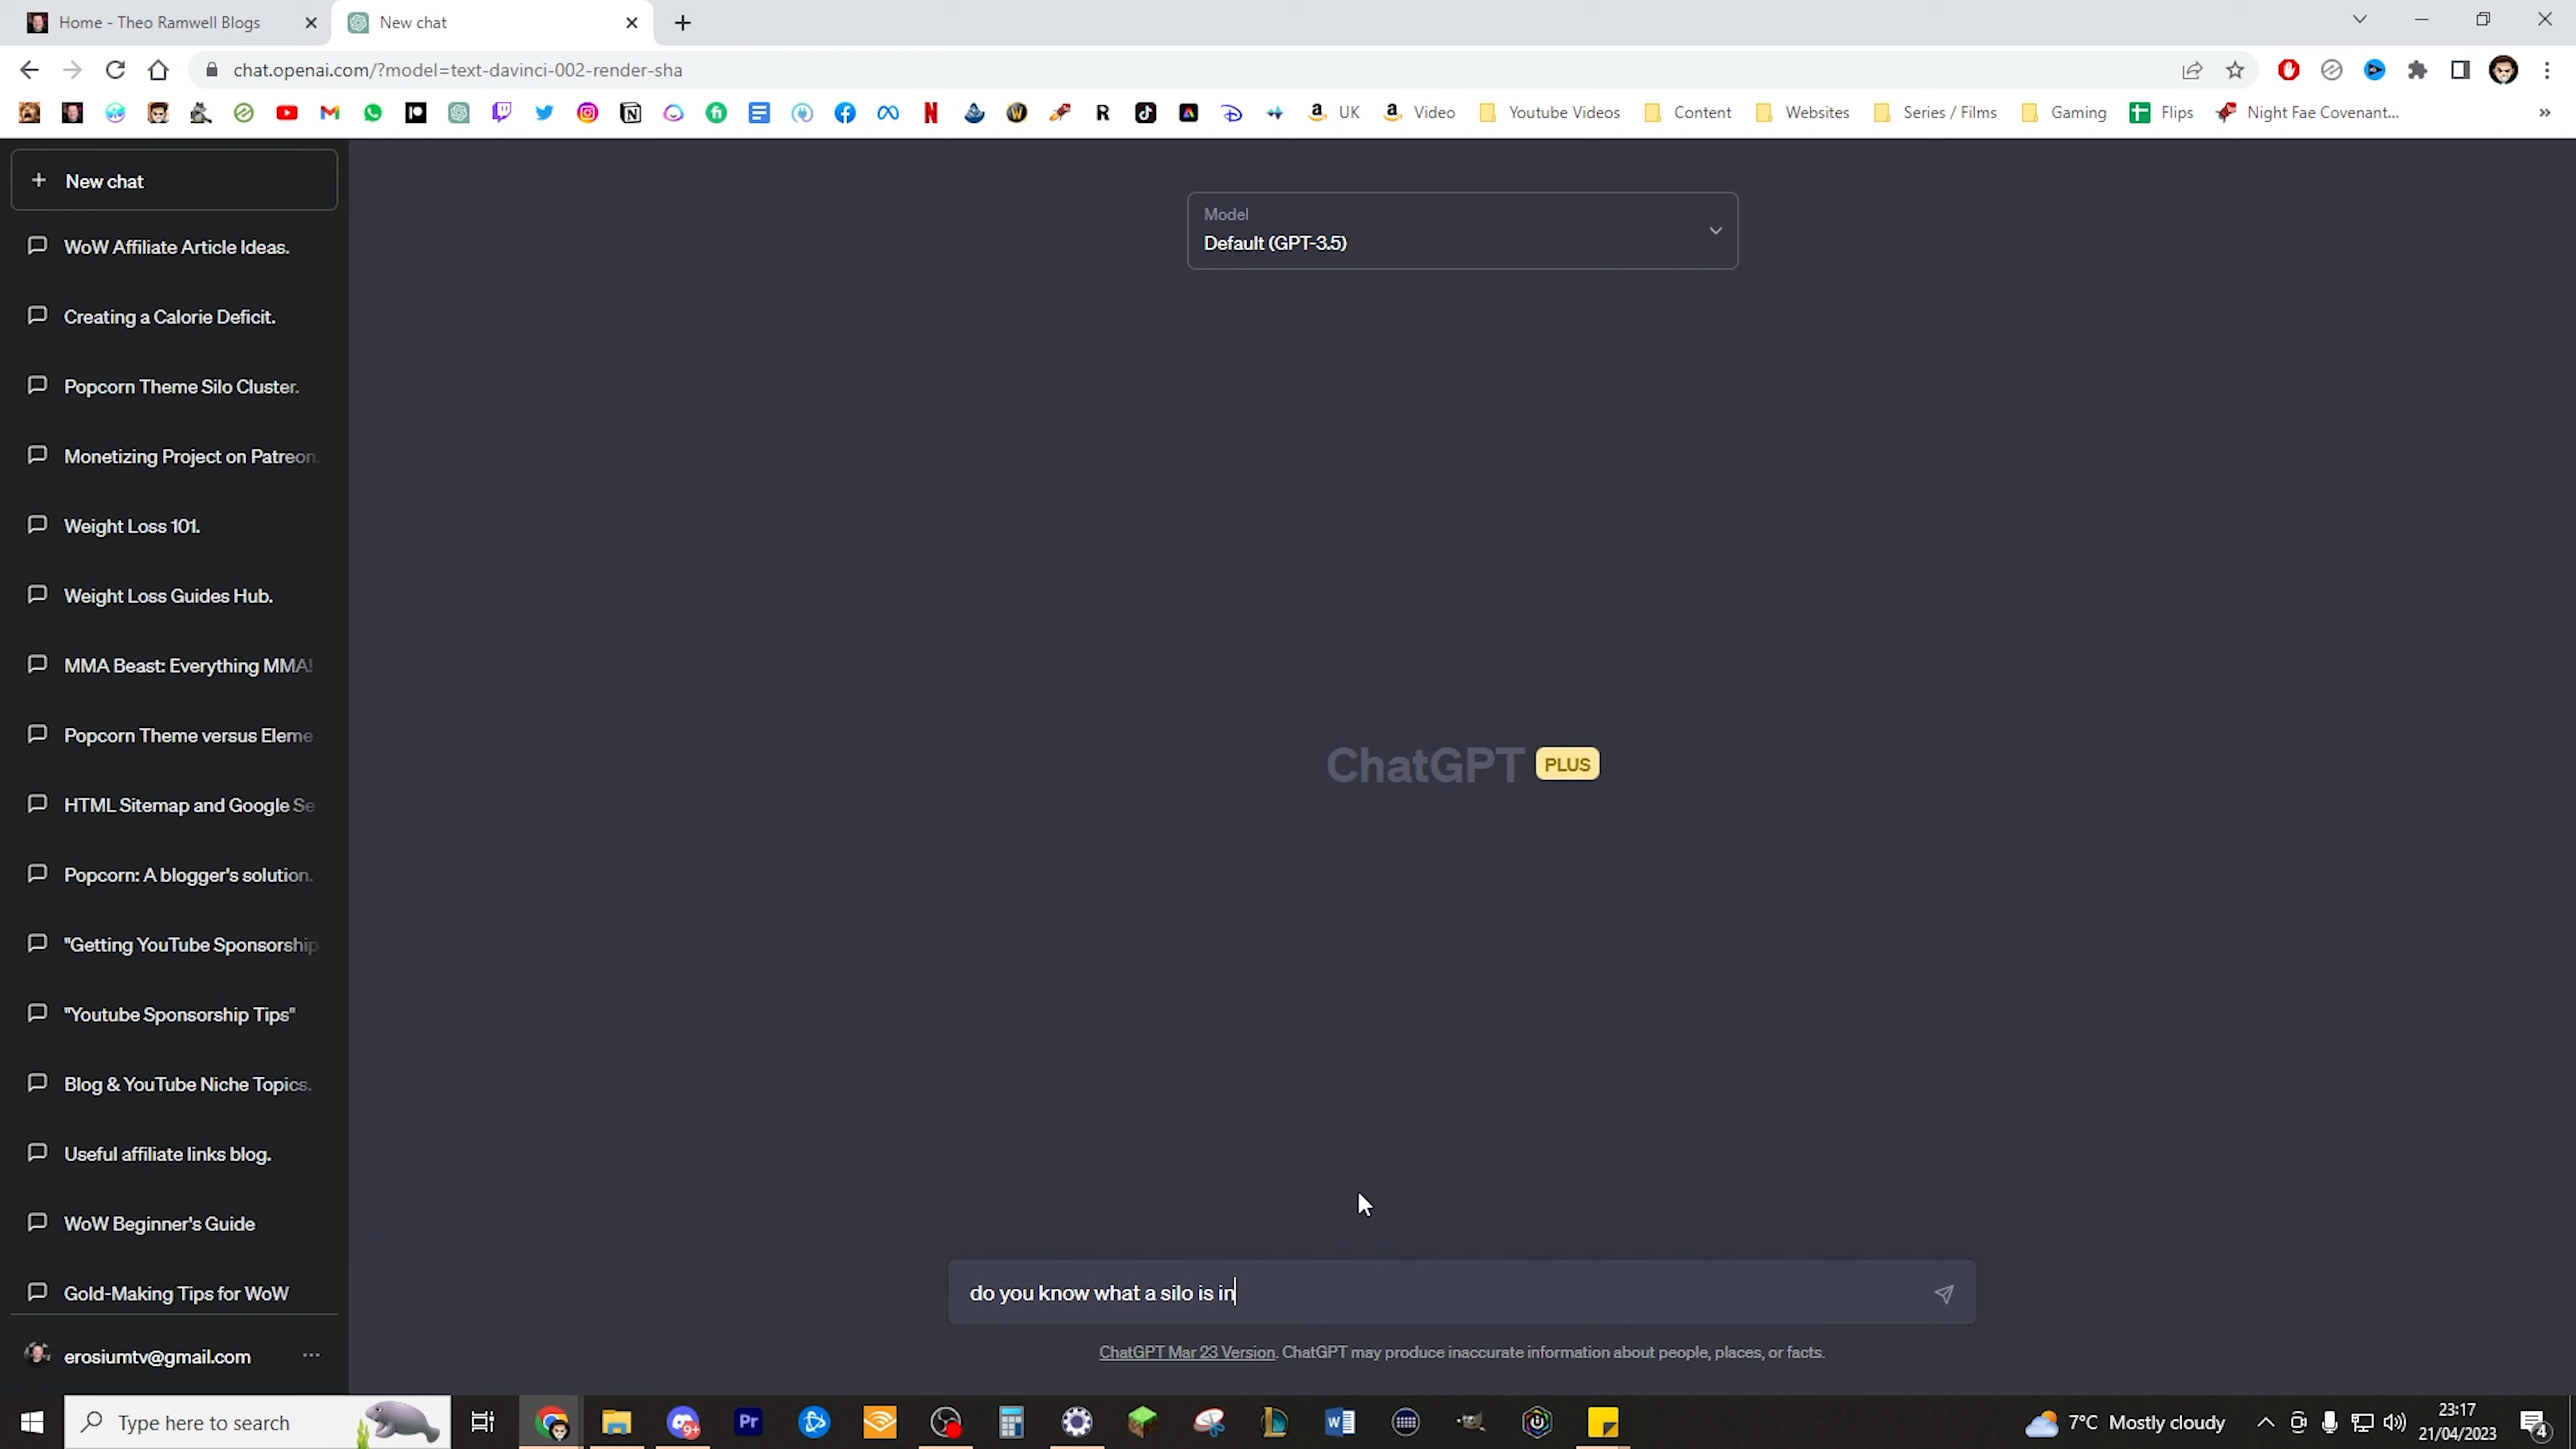 Home - Theo Ramwell Blogs
New chat
chat.openai.com/?model=text-davinci-002-render-sha
UK
Video
Youtube Videos
Content
Websites
Series / Films
Gaming
Flips
Night Fae Covenant...
New chat
Model
Default (GPT-3.5)
WoW Affiliate Article Ideas.
Creating a Calorie Deficit.
Popcorn Theme Silo Cluster.
Monetizing Project on Patreon.
Weight Loss 101.
Weight Loss Guides Hub.
MMA Beast: Everything MMA!
Popcorn Theme versus Eleme
ChatGPT PLUS
HTML Sitemap and Google Se
Popcorn: A blogger's solution.
"Getting YouTube Sponsorship
"Youtube Sponsorship Tips"
Blog & YouTube Niche Topics.
Useful affiliate links blog.
WoW Beginner's Guide
Gold-Making Tips for WoW
do you know what a silo is in
erosiumtv@gmail.com
ChatGPT Mar 23 Version. ChatGPT may produce inaccurate information about people, places, or facts.
Type here to search
9+
Pr
7°C Mostly cloudy
23:17
21/04/2023
4